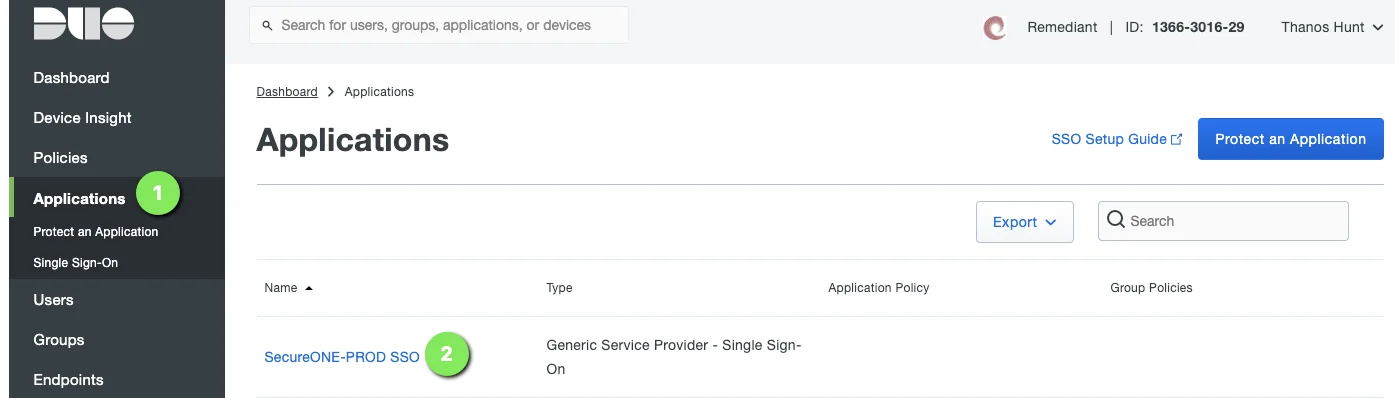 DUO
Search for users, groups, applications, or devices
Remediant | ID: 1366-3016-29
Thanos Hunt
Dashboard
Device Insight
Policies
Applications
1
Protect an Application
Single Sign-On
Users
Groups
Endpoints
Dashboard > Applications
Applications
SSO Setup Guide
Protect an Application
Export
Search
Name Type Application Policy Group Policies
SecureONE-PROD SSO
2
Generic Service Provider - Single Sign-
On